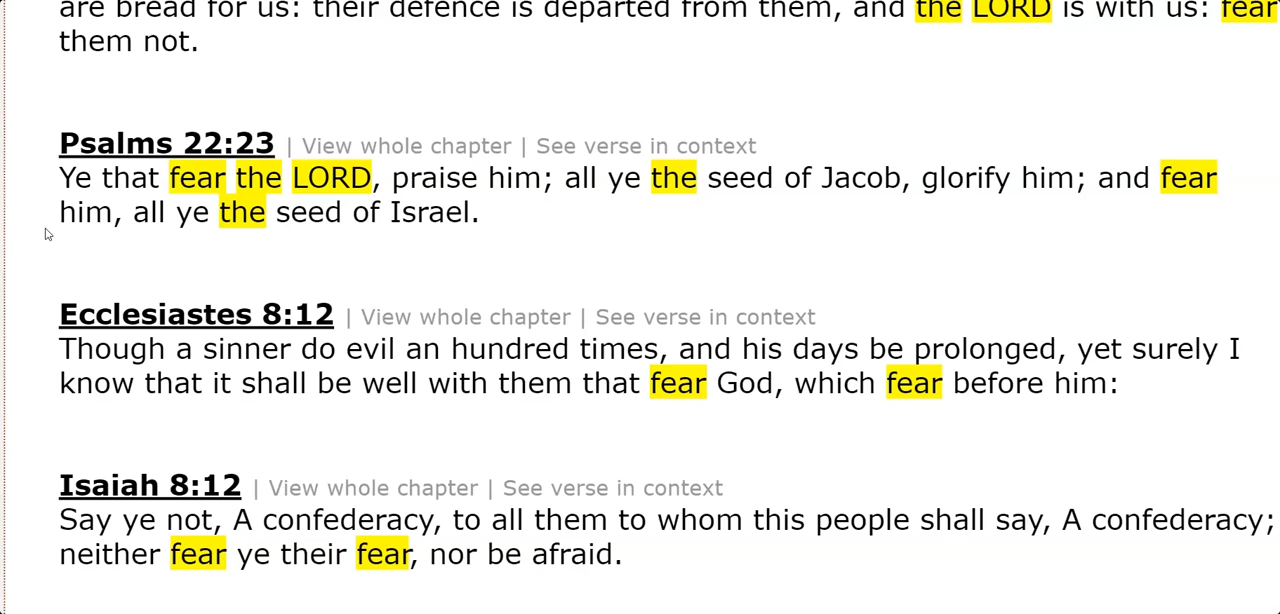 are bread for us: their defence is departed from them, and the LORD is with us: fear
them not.
Psalms 22:23 | View whole chapter | See verse in context
Ye that fear the LORD, praise him; all ye the seed of Jacob, glorify him; and fear
him, all ye the seed of Israel.
Ecclesiastes 8:12 | View whole chapter | See verse in context
Though a sinner do evil an hundred times, and his days be prolonged, yet surely I
know that it shall be well with them that fear God, which fear before him:
Isaiah 8:12 | View whole chapter | See verse in context
Say ye not, A confederacy, to all them to whom this people shall say, A confederacy;
neither fear ye their fear, nor be afraid.